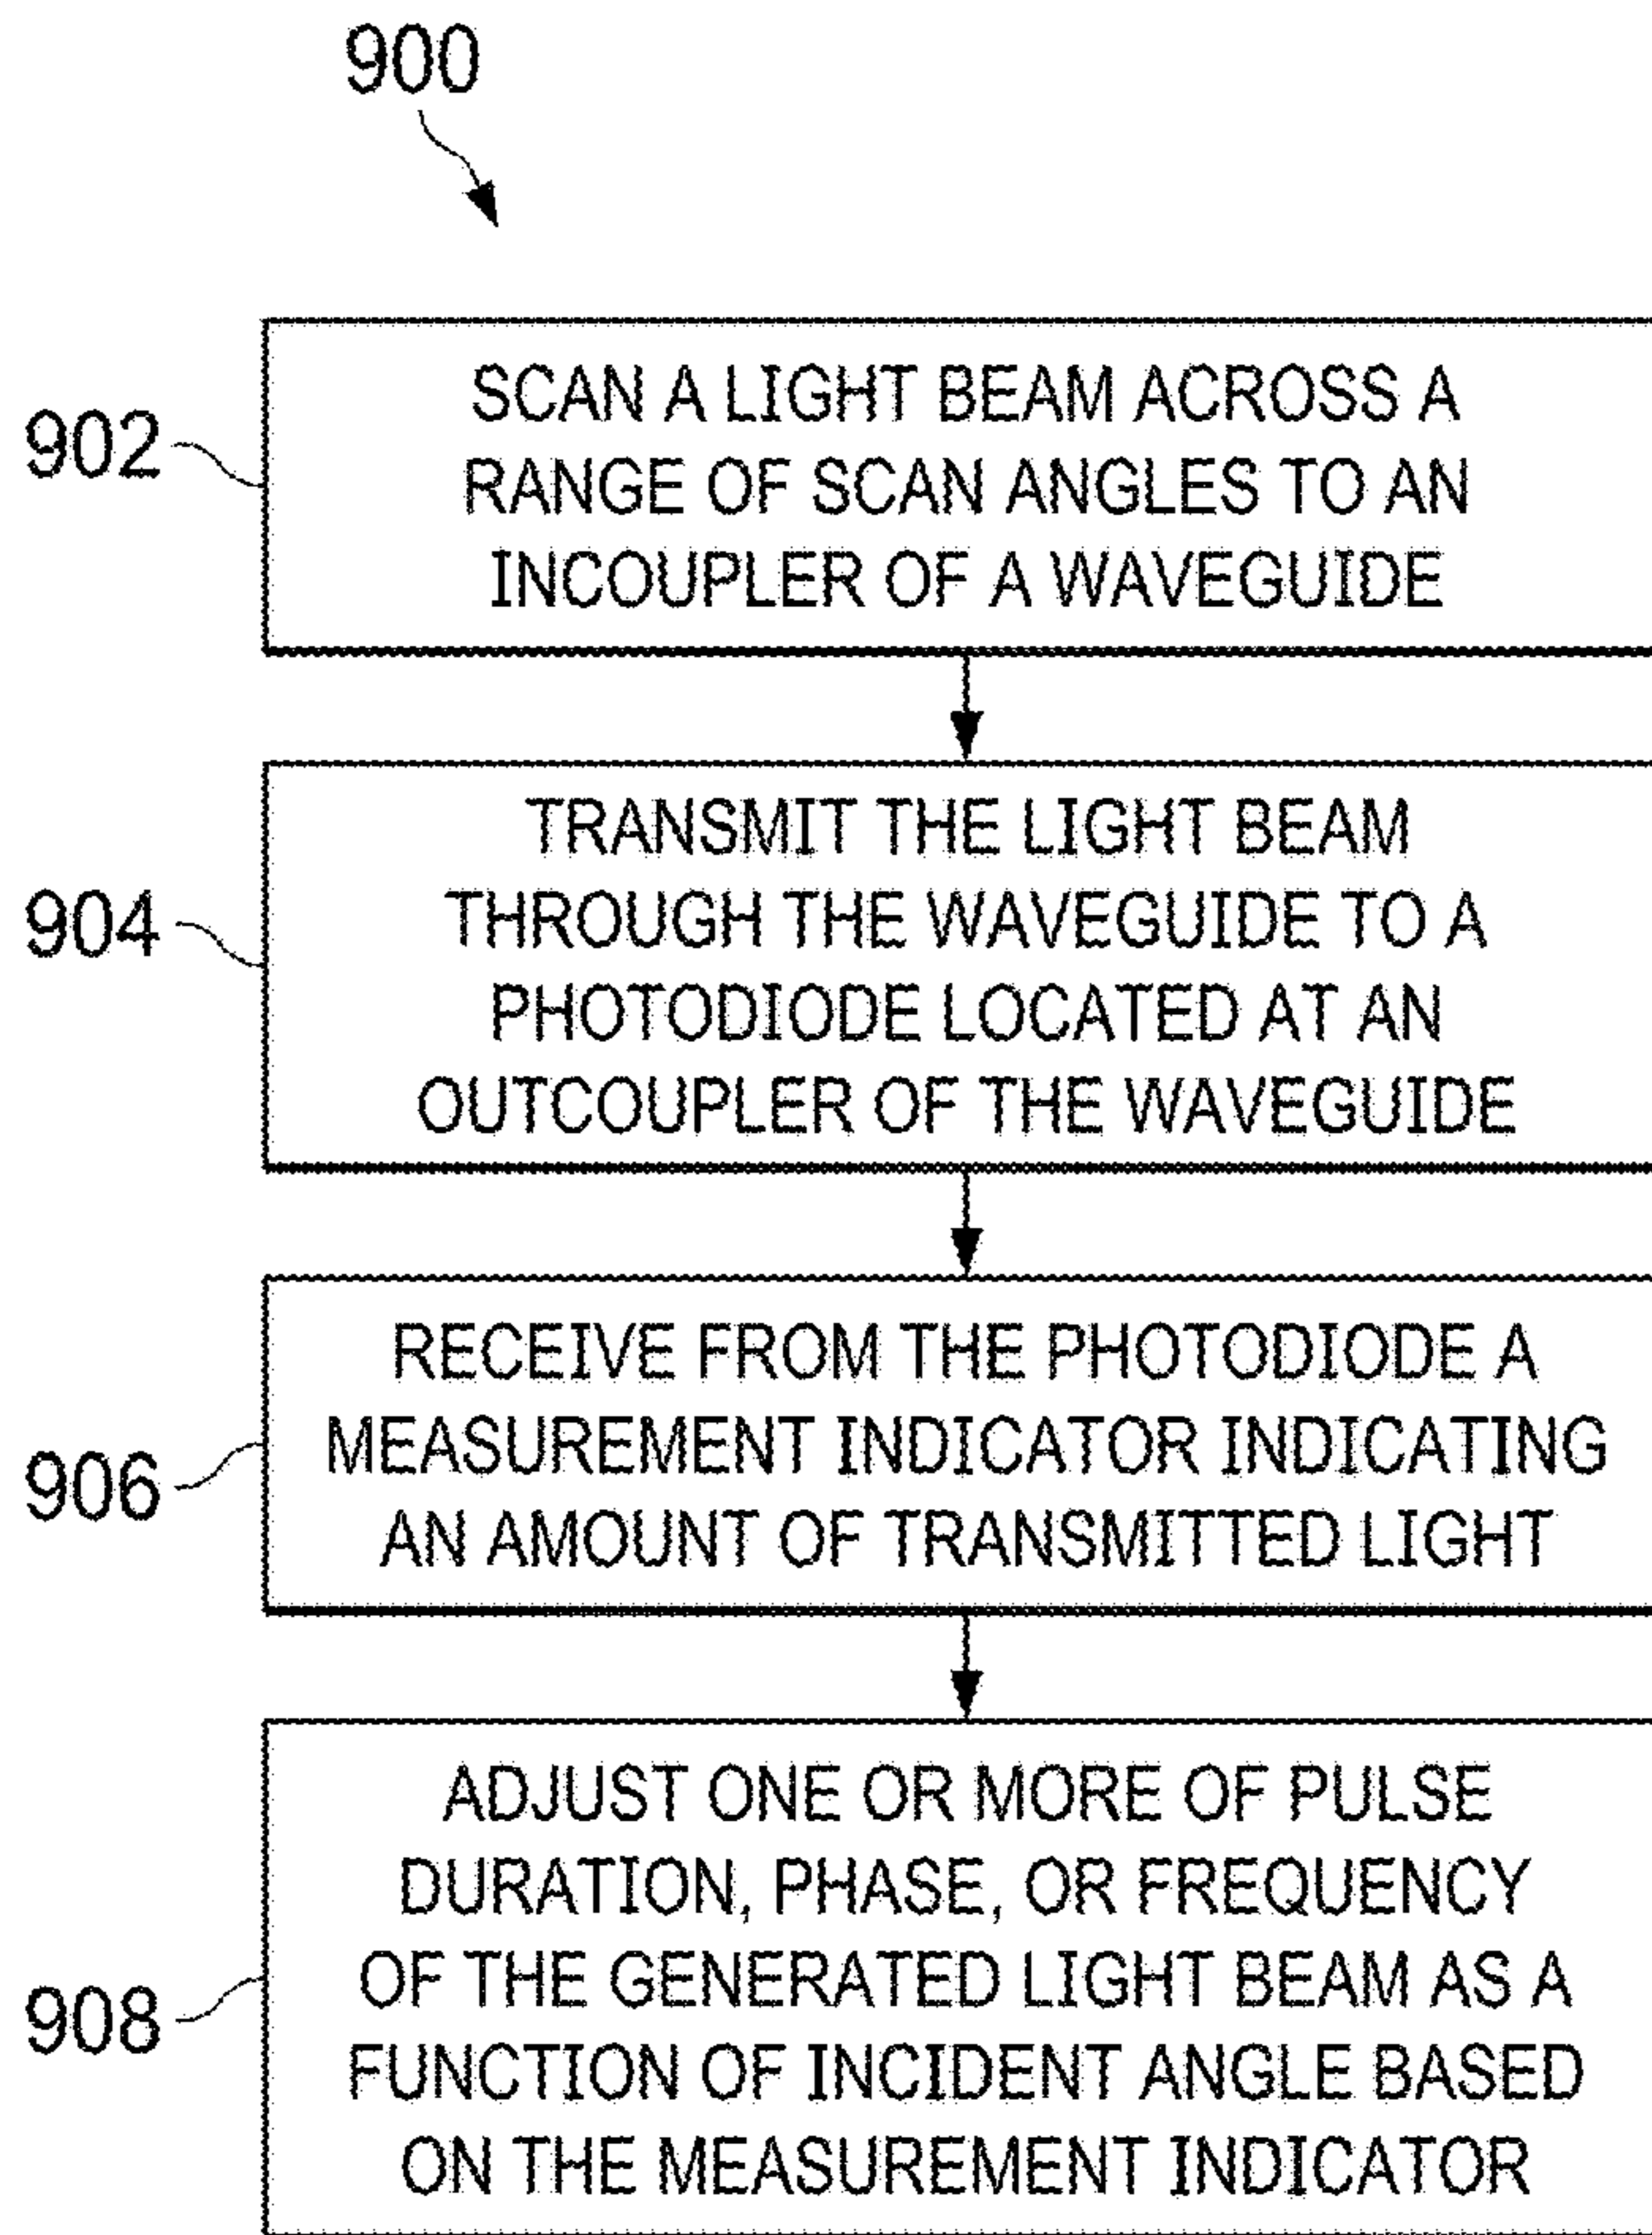 900
902
SCAN A LIGHT BEAM ACROSS A
RANGE OF SCAN ANGLES TO AN
INCOUPLER OF A WAVEGUIDE
904
TRANSMIT THE LIGHT BEAM
THROUGH THE WAVEGUIDE TO A
PHOTODIODE LOCATED AT AN
OUTCOUPLER OF THE WAVEGUIDE
906
RECEIVE FROM THE PHOTODIODE A
MEASUREMENT INDICATOR INDICATING
AN AMOUNT OF TRANSMITTED LIGHT
908
ADJUST ONE OR MORE OF PULSE
DURATION, PHASE, OR FREQUENCY
OF THE GENERATED LIGHT BEAM AS A
FUNCTION OF INCIDENT ANGLE BASED
ON THE MEASUREMENT INDICATOR